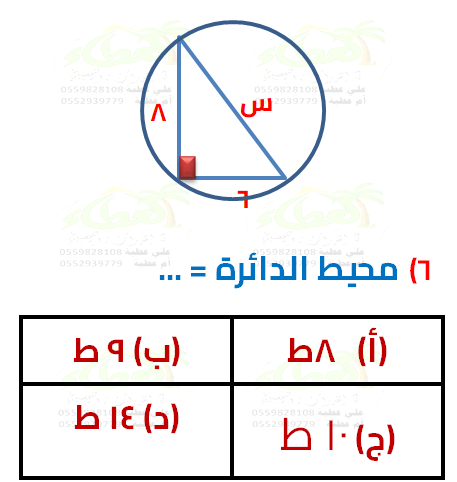 ٨
س
٦
٦) محيط الدائرة = ...
(أ) ٨ط
(ب) ٩ ط
(ج) ١٠ ط
(د) ١٤ ط
علي عطية 0559828108
أم عطية 0552939779